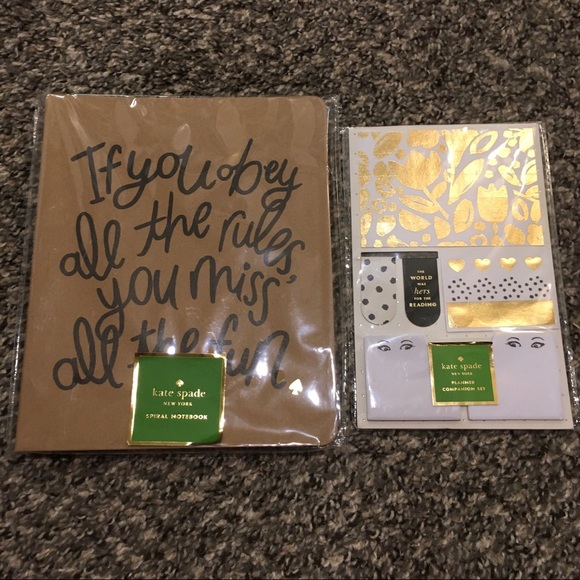 If you obey
all the rules,
you miss
all the fun.
kate spade
NEW YORK
SPIRAL NOTEBOOK
THE
WORLD
WAS
hers
FOR THE
READING
kate spade
NEW YORK
PLANNER
COMPANION SET